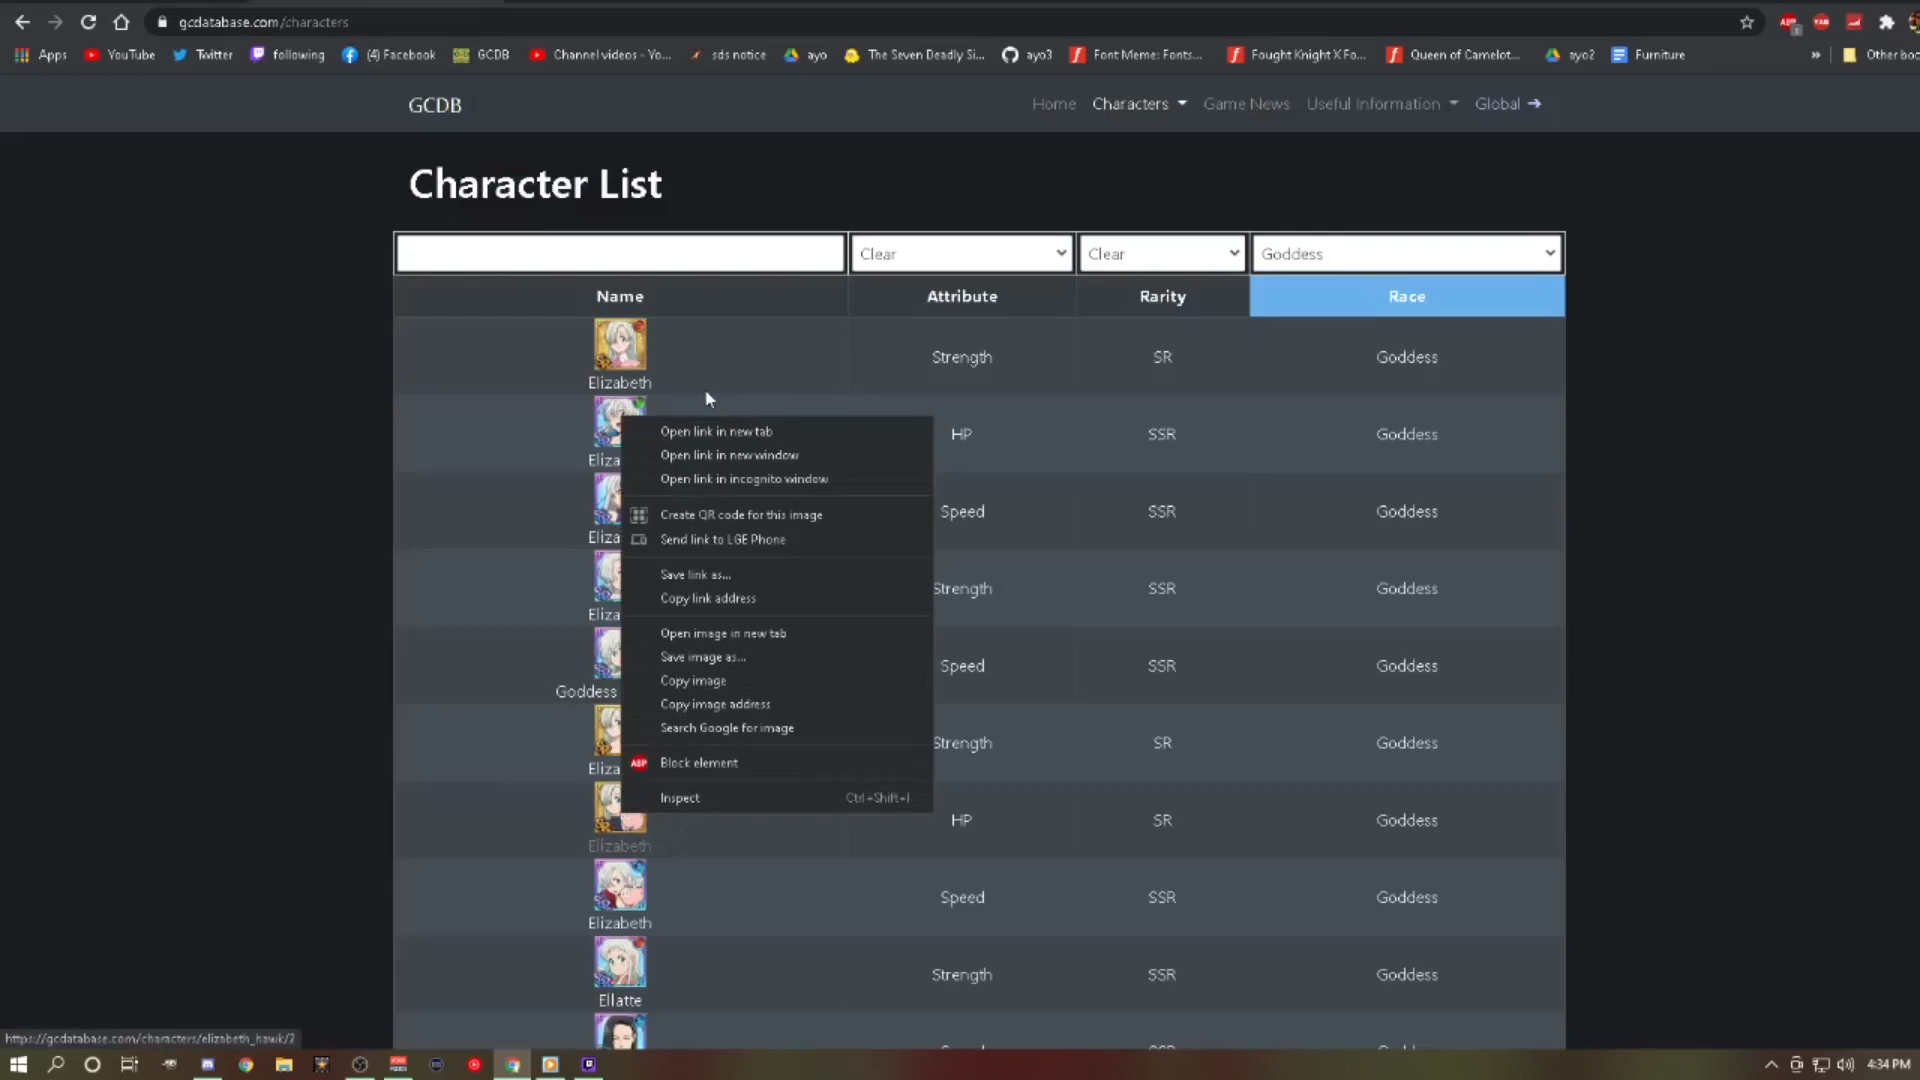 gcdatabase.com/characters
Apps YouTube Twitter following (4) Facebook GCDB Channel videos - Yo... sds notice ayo The Seven Deadly Si... ayo3 Font Meme: Fonts... Fought Knight X Fo... Queen of Camelot... ayo2 Furniture » Other boo
GCDB Home Characters Game News Useful Information Global
Character List
Clear Clear Goddess
Name Attribute Rarity Race
Strength SR Goddess
Elizabeth
HP SSR Goddess
Eliza
Speed SSR Goddess
Eliza
Strength SSR Goddess
Eliza
Speed SSR Goddess
Goddess
Strength SR Goddess
Eliza
HP SR Goddess
Elizabeth
Speed SSR Goddess
Elizabeth
Strength SSR Goddess
Ellatte
Open link in new tab
Open link in new window
Open link in incognito window
Create QR code for this image
Send link to LGE Phone
Save link as...
Copy link address
Open image in new tab
Save image as...
Copy image
Copy image address
Search Google for image
ABP Block element
Inspect Ctrl+Shift+I
https://gcdatabase.com/characters/elizabeth_hawk/2
4:34 PM